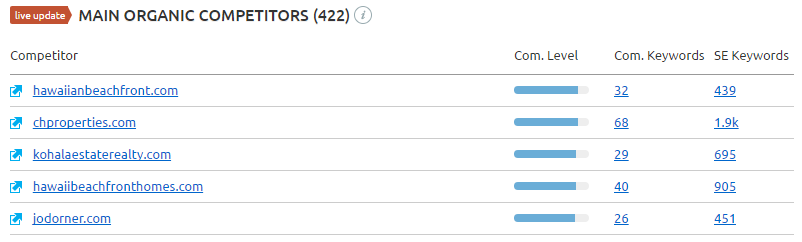 live update MAIN ORGANIC COMPETITORS (422) i
Competitor Com. Level Com. Keywords SE Keywords
hawaiianbeachfront.com 32 439
chproperties.com 68 1.9k
kohalaestaterealty.com 29 695
hawaiibeachfronthomes.com 40 905
jodorner.com 26 451